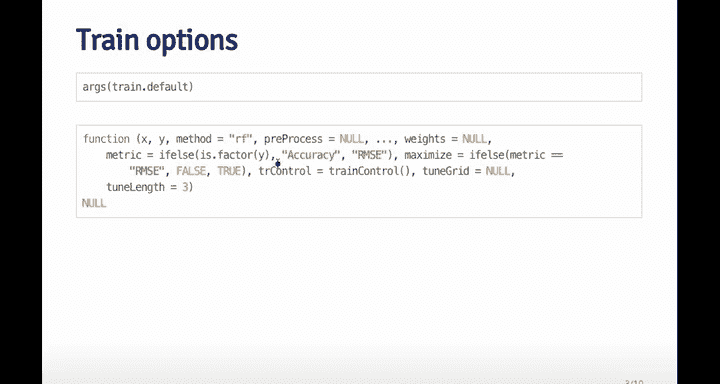 Train options
args(train.default)
function (x, y, method = "rf", preProcess = NULL, ..., weights = NULL,
metric = ifelse(is.factor(y), "Accuracy", "RMSE"), maximize = ifelse(metric ==
"RMSE", FALSE, TRUE), trControl = trainControl(), tuneGrid = NULL,
tuneLength = 3)
NULL